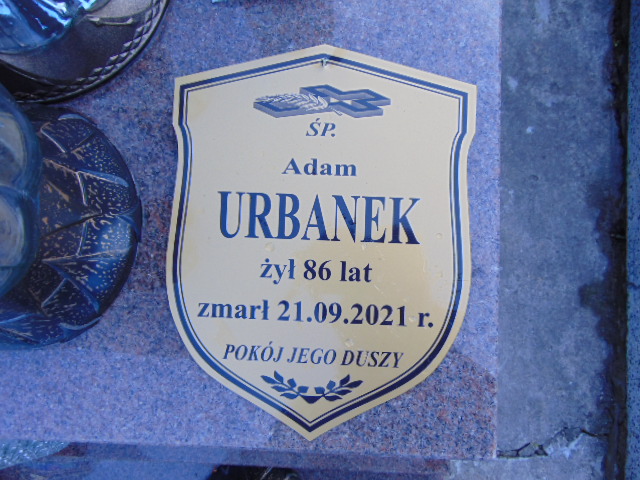 ŚP.
Adam
URBANEK
żył 86 lat
zmarł 21.09.2021 r.
POKÓJ JEGO DUSZY